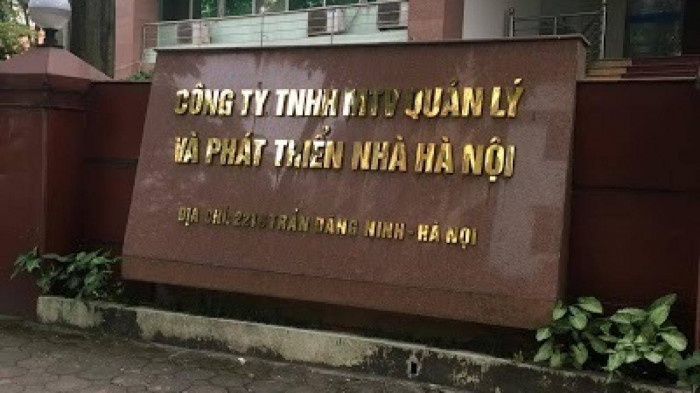 CÔNG TY TNHH MTV QUẢN LÝ
VÀ PHÁT TRIỂN NHÀ HÀ NỘI
ĐỊA CHỈ: TRẦN ĐĂNG NINH - HÀ NỘI